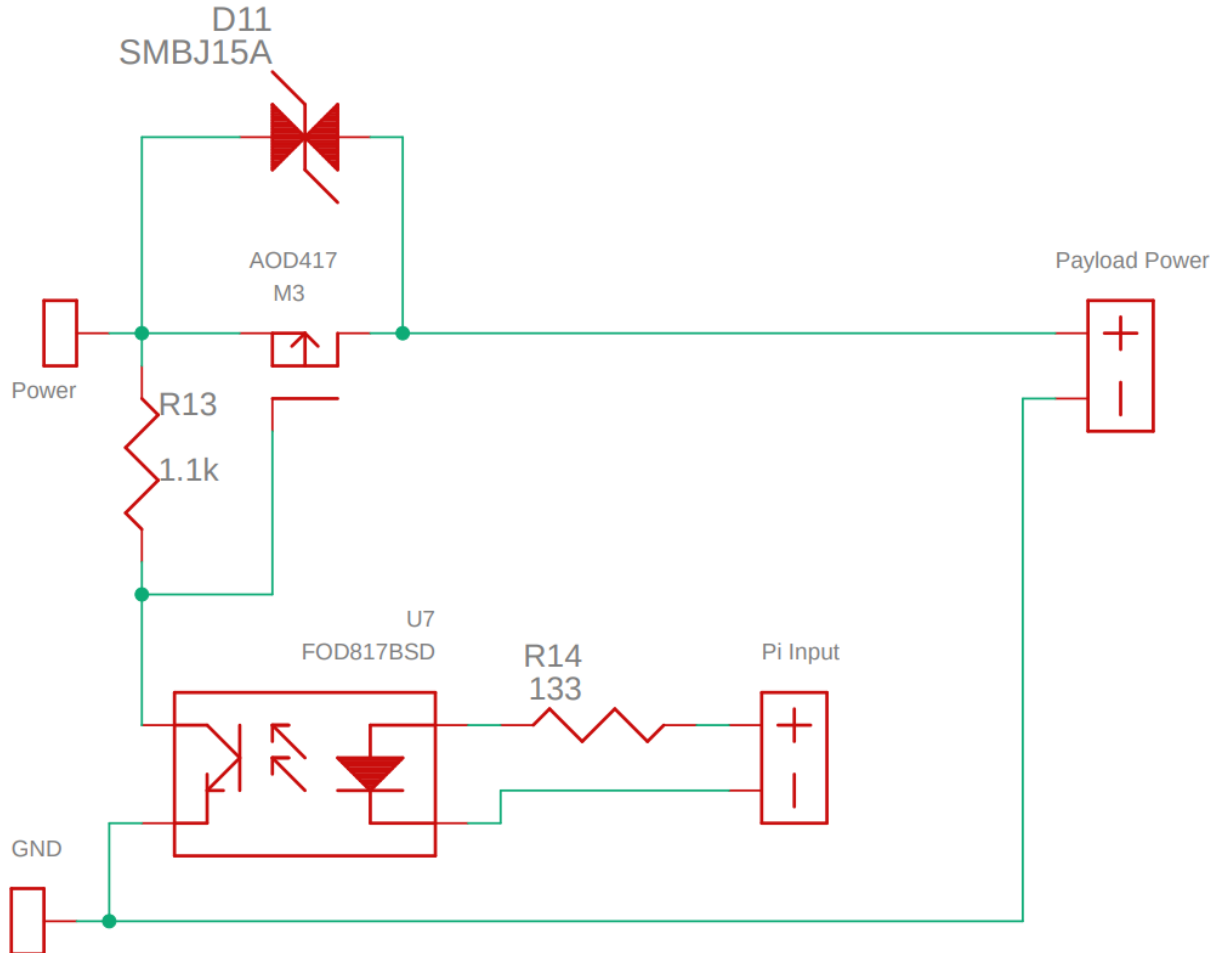 D11
SMBJ15A
AOD417
M3
Payload Power
Power
R13
1.1k
U7
FOD817BSD
R14
133
Pi Input
GND